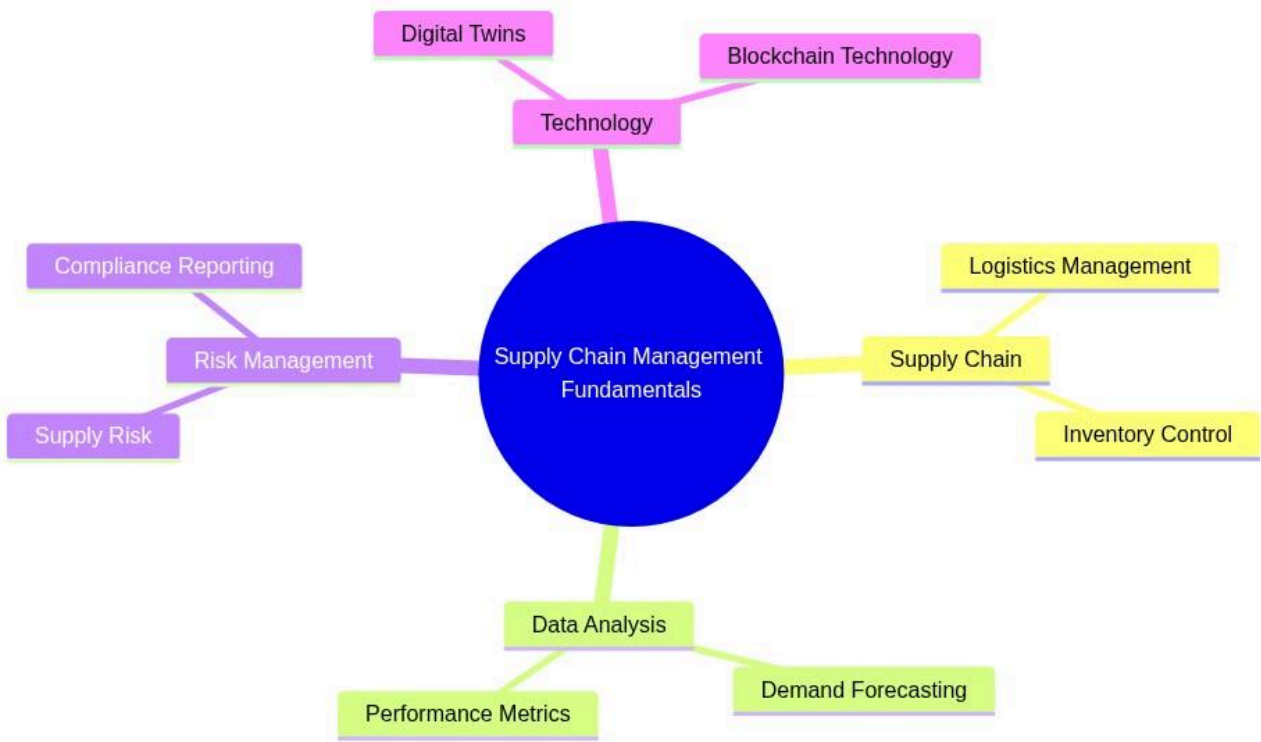 Digital Twins
Blockchain Technology
Technology
Compliance Reporting
Logistics Management
Risk Management
Supply Chain Management
Fundamentals
Supply Chain
Supply Risk
Inventory Control
Data Analysis
Performance Metrics
Demand Forecasting